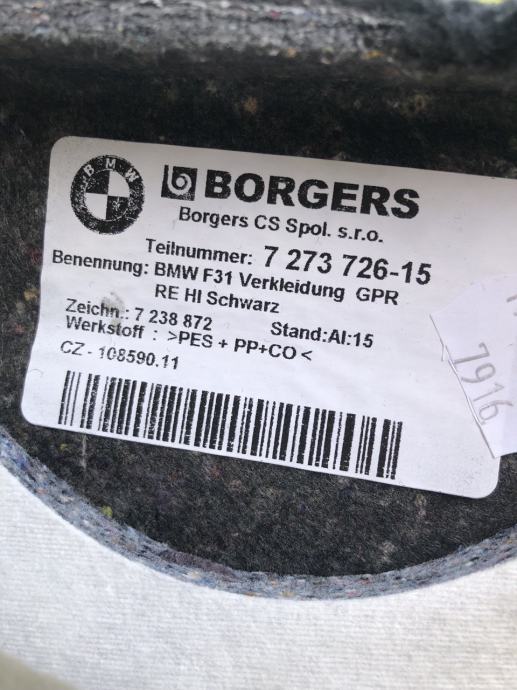 BMW
BORGERS
Borgers CS Spol. s.r.o.
Teilnummer: 7 273 726-15
Benennung: BMW F31 Verkleidung GPR
RE HI Schwarz
Zeichn.: 7 238 872 Stand:AI:15
Werkstoff : >PES + PP+CO<
CZ - 108590.11
7916